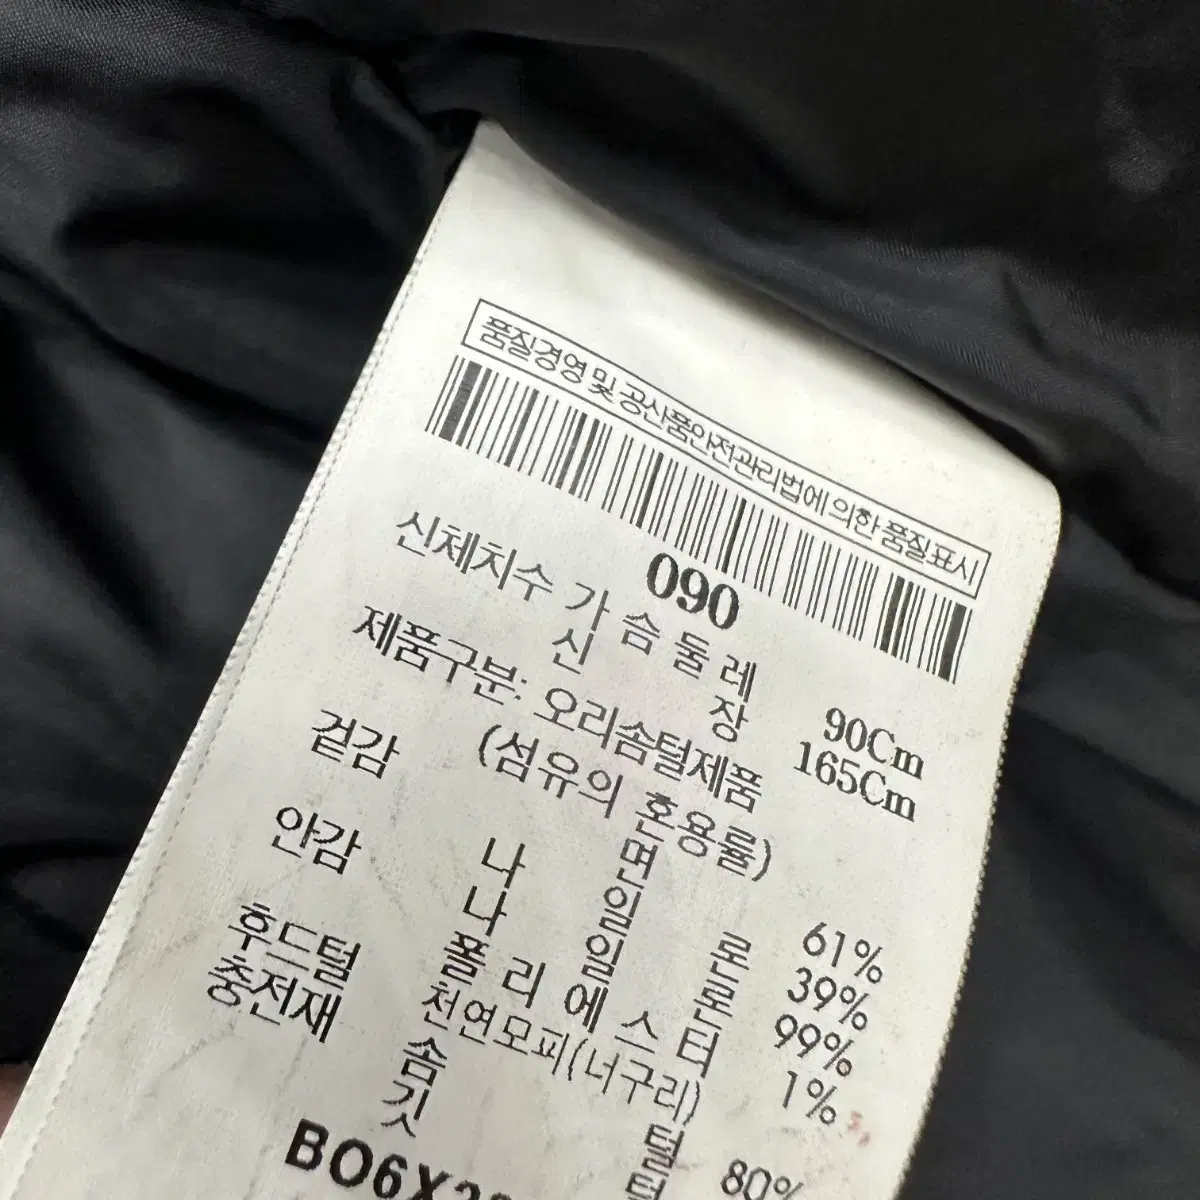 품질경영 및 공산품안전관리법에 의한 품질표시
090
신체치수 가 슴 둘 레 90Cm
신 장 165Cm
제품구분: 오리솜털제품
(섬유의 혼용률)
겉감 면 61%
나 일 론 39%
안감 나 일 론 99%
폴 리 에 스 터 1%
후드털 천연모피(너구리)
충전재 솜 털 80%
깃 털
BO6X